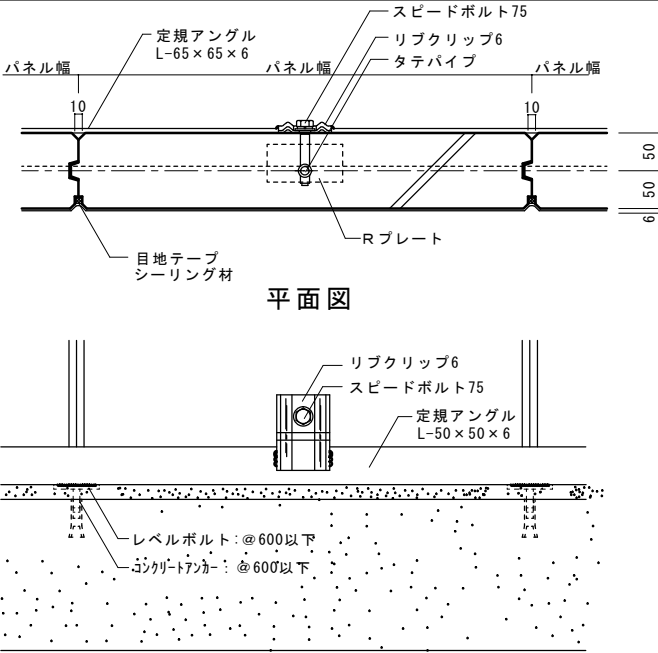 スピードボルト75
定規アングル
L-65×65×6
リブクリップ6
タテパイプ
パネル幅
パネル幅
パネル幅
10
10
50
50
6
Rプレート
目地テープ
シーリング材
平面図
リブクリップ6
スピードボルト75
定規アングル
L-50×50×6
レベルボルト:@600以下
コンクリートアンカー:@600以下